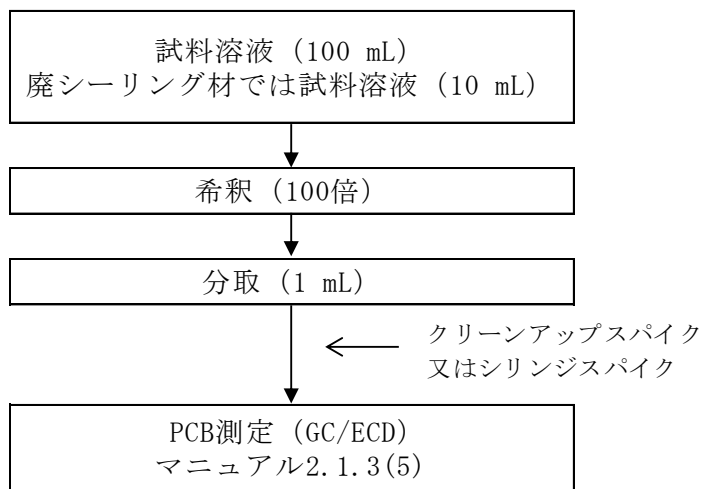 試料溶液 (100 mL)
廃シーリング材では試料溶液 (10 mL)
希釈 (100倍)
分取 (1 mL)
クリーンアップスパイク
又はシリンジスパイク
PCB測定 (GC/ECD)
マニュアル2.1.3(5)